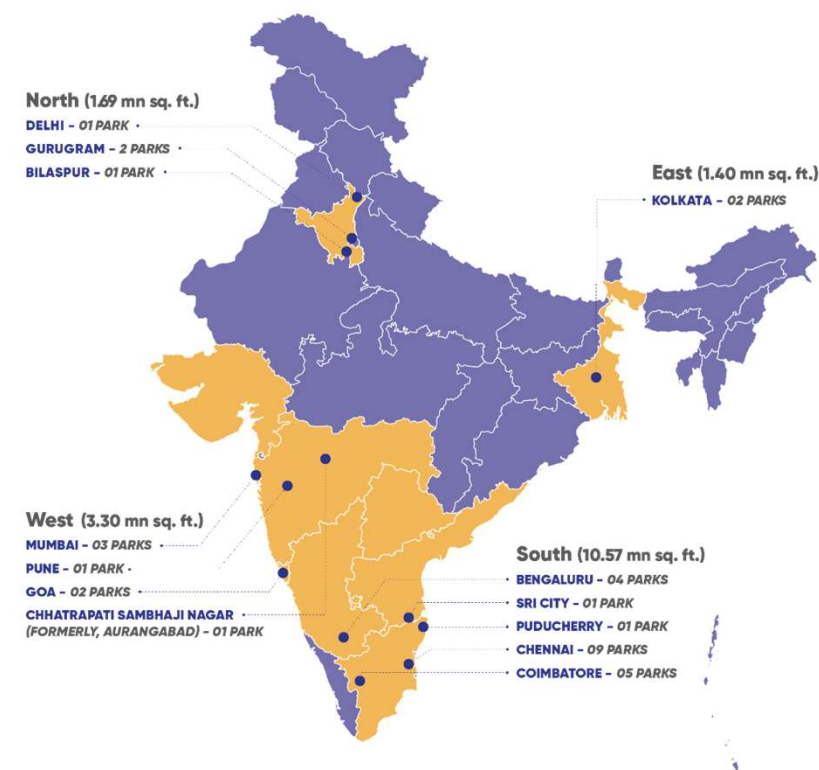 North (1.69 mn sq. ft.)
DELHI - 01 PARK
GURUGRAM - 2 PARKS
BILASPUR - 01 PARK
East (1.40 mn sq. ft.)
KOLKATA - 02 PARKS
West (3.30 mn sq. ft.)
MUMBAI - 03 PARKS
PUNE - 01 PARK
GOA - 02 PARKS
CHHATRAPATI SAMBHAJI NAGAR
(FORMERLY, AURANGABAD) - 01 PARK
South (10.57 mn sq. ft.)
BENGALURU - 04 PARKS
SRI CITY - 01 PARK
PUDUCHERRY - 01 PARK
CHENNAI - 09 PARKS
COIMBATORE - 05 PARKS